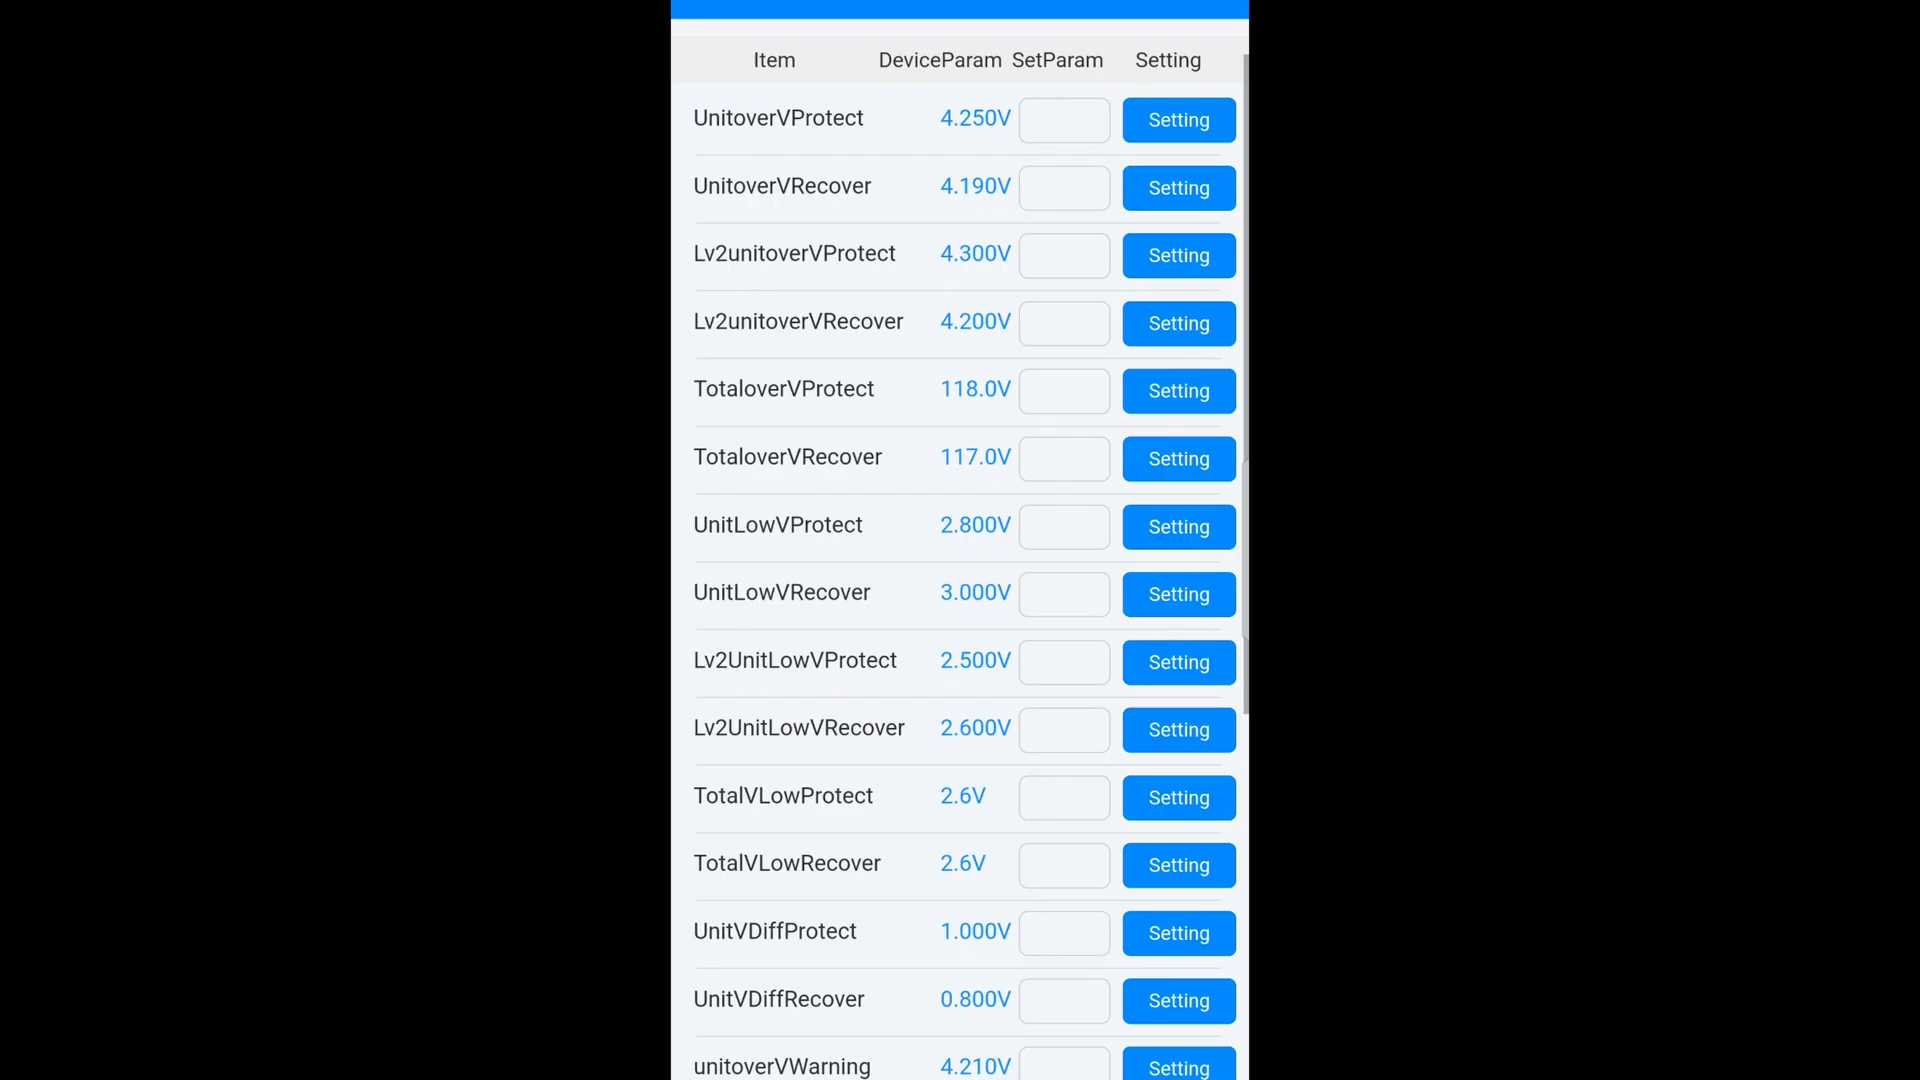 Item DeviceParam SetParam Setting
UnitoverVProtect 4.250V Setting
UnitoverVRecover 4.190V Setting
Lv2unitoverVProtect 4.300V Setting
Lv2unitoverVRecover 4.200V Setting
TotaloverVProtect 118.0V Setting
TotaloverVRecover 117.0V Setting
UnitLowVProtect 2.800V Setting
UnitLowVRecover 3.000V Setting
Lv2UnitLowVProtect 2.500V Setting
Lv2UnitLowVRecover 2.600V Setting
TotalVLowProtect 2.6V Setting
TotalVLowRecover 2.6V Setting
UnitVDiffProtect 1.000V Setting
UnitVDiffRecover 0.800V Setting
unitoverVWarning 4.210V Setting